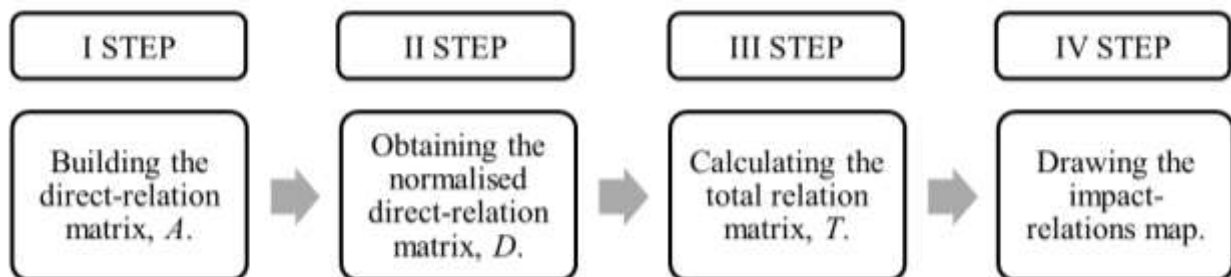 I STEP
II STEP
III STEP
IV STEP
Building the
direct-relation
matrix, A.
Obtaining the
normalised
direct-relation
matrix, D.
Calculating the
total relation
matrix, T.
Drawing the
impact-
relations map.